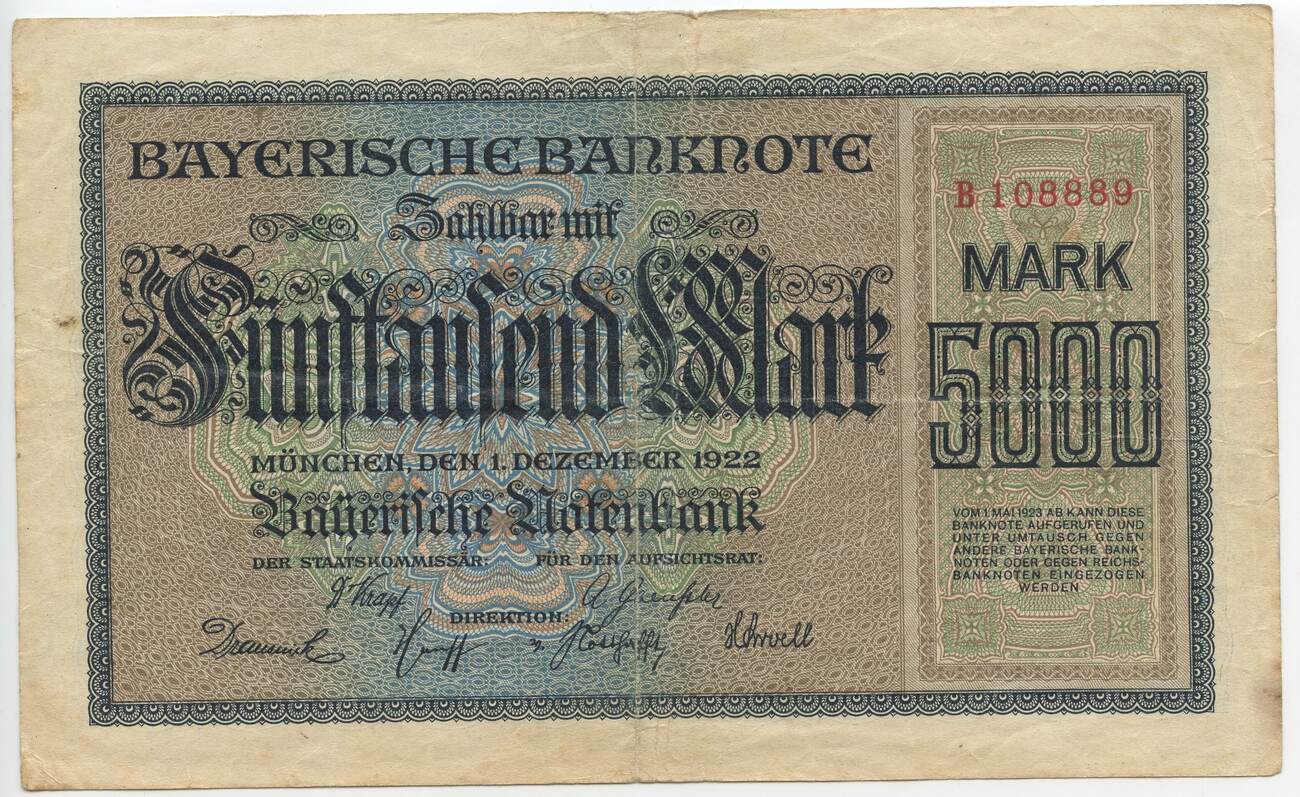 BAYERISCHE BANKNOTE
Zahlbar mit
Fünftausend Mark
MÜNCHEN, DEN 1. DEZEMBER 1922
Bayerische Notenbank
DER STAATSKOMMISSÄR: FÜR DEN AUFSICHTSRAT:
DIREKTION:
B 108889
MARK
5000
VOM 1. MAI 1923 AB KANN DIESE
BANKNOTE AUFGERUFEN UND
UNTER UMTAUSCH GEGEN
ANDERE BAYERISCHE BANK-
NOTEN ODER GEGEN REICHS-
BANKNOTEN EINGEZOGEN
WERDEN